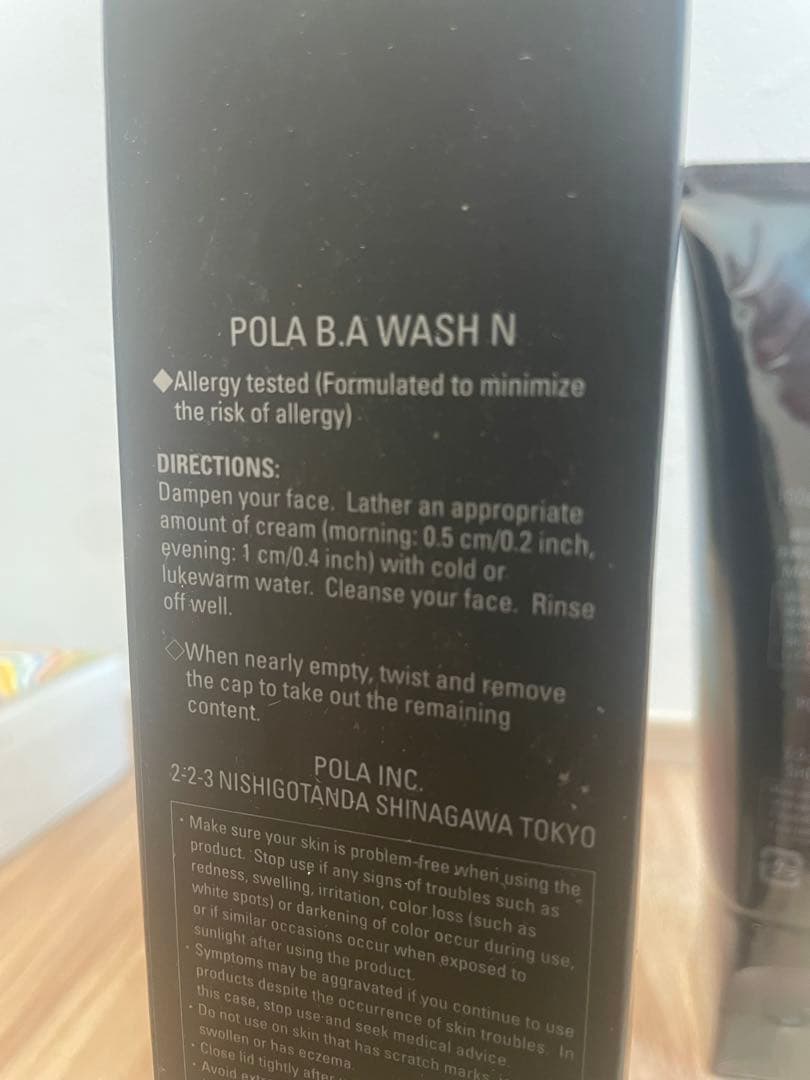 POLA B.A WASH N
◆Allergy tested (Formulated to minimize
the risk of allergy)
DIRECTIONS:
Dampen your face. Lather an appropriate
amount of cream (morning: 0.5 cm/0.2 inch,
evening: 1 cm/0.4 inch) with cold or
lukewarm water. Cleanse your face. Rinse
off well.
◇When nearly empty, twist and remove
the cap to take out the remaining
content.
POLA INC.
2-2-3 NISHIGOTANDA SHINAGAWA TOKYO
・Make sure your skin is problem-free when using the
product. Stop use if any signs of troubles such as
redness, swelling, irritation, color loss (such as
white spots) or darkening of color occur during use,
or if similar occasions occur when exposed to
sunlight after using the product.
・Symptoms may be aggravated if you continue to use
products despite the occurrence of skin troubles. In
this case, stop use and seek medical advice.
・Do not use on skin that has scratch marks,
swollen or has eczema.
・Close lid tightly after
・Avoid